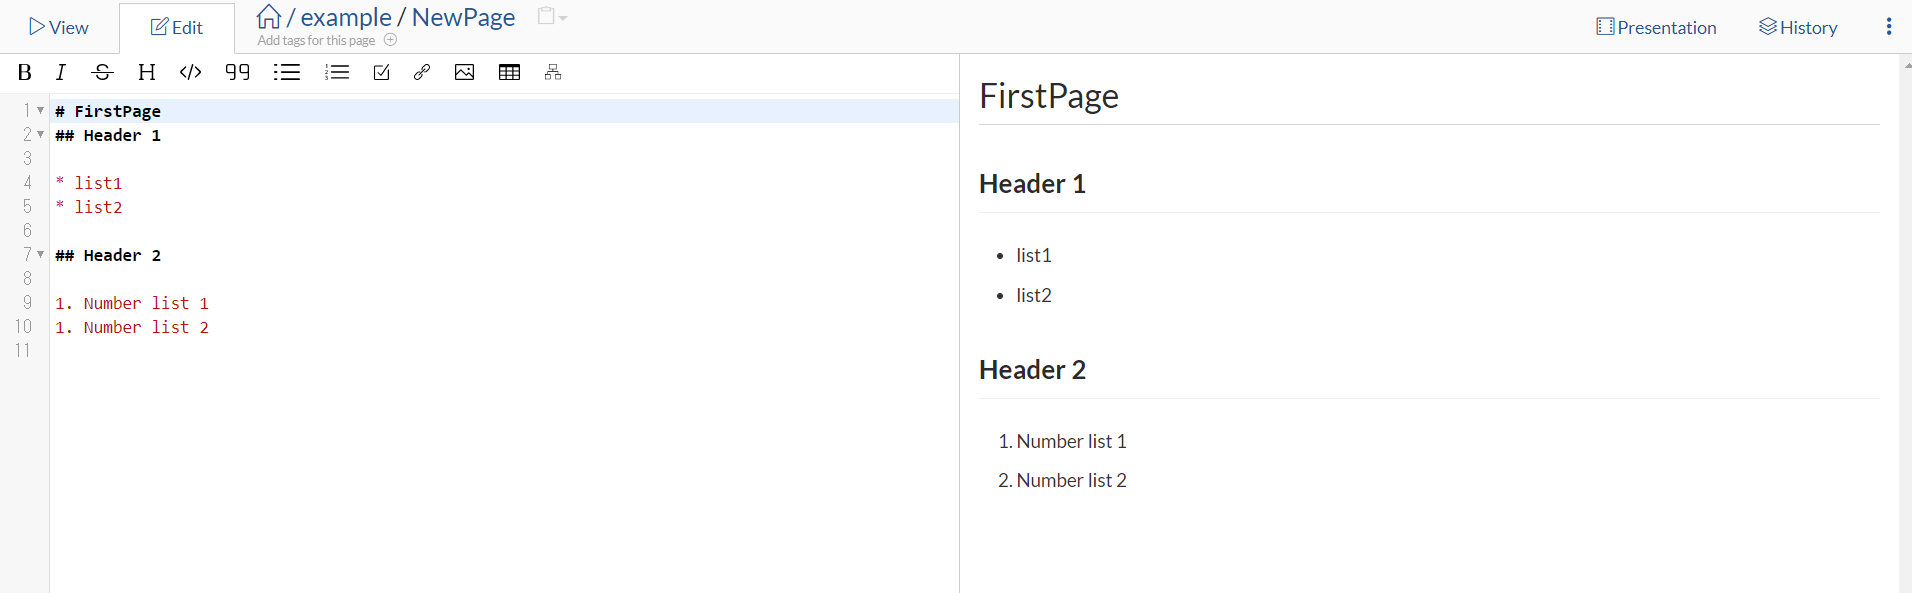 View
Edit
/ example / NewPage
Add tags for this page
Presentation
History
B I S H </> 99
1 # FirstPage
2 ## Header 1
3
4 * list1
5 * list2
6
7 ## Header 2
8
9 1. Number list 1
10 1. Number list 2
11
FirstPage
Header 1
• list1
• list2
Header 2
1. Number list 1
2. Number list 2